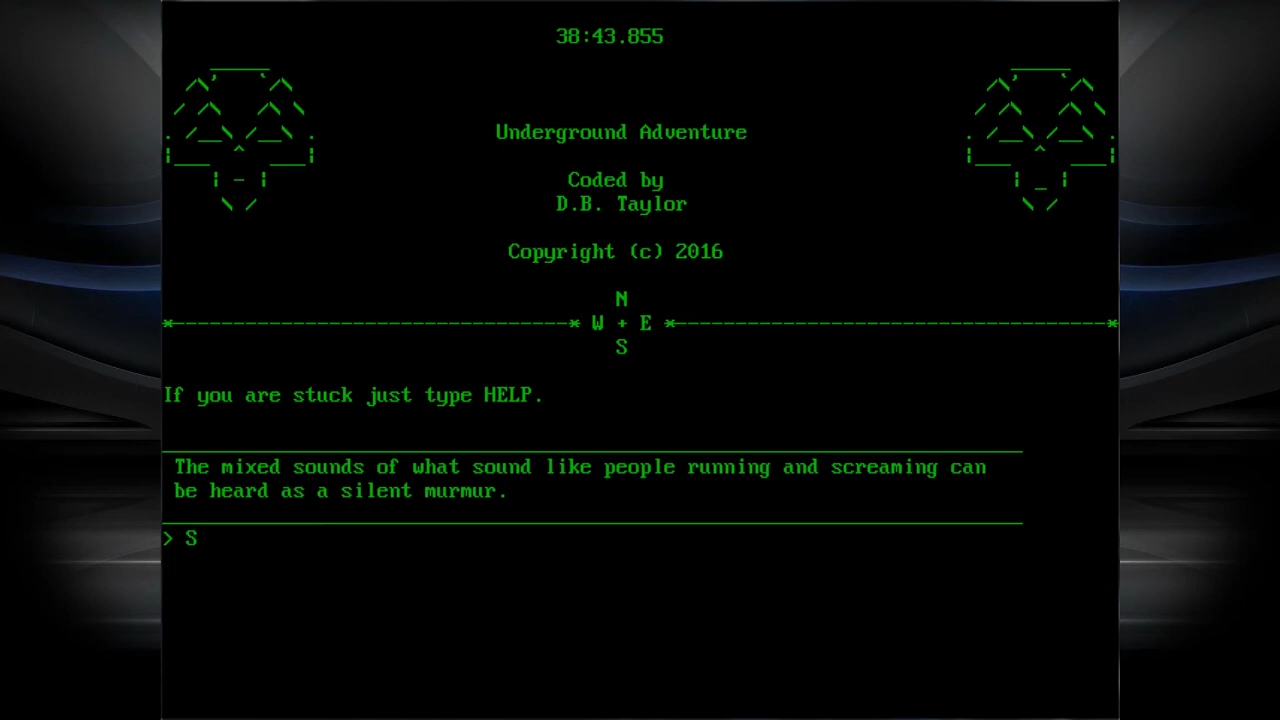 38:43.855
Underground Adventure
Coded by
D.B. Taylor
Copyright (c) 2016
N
W + E
S
If you are stuck just type HELP.
The mixed sounds of what sound like people running and screaming can
be heard as a silent murmur.
> S